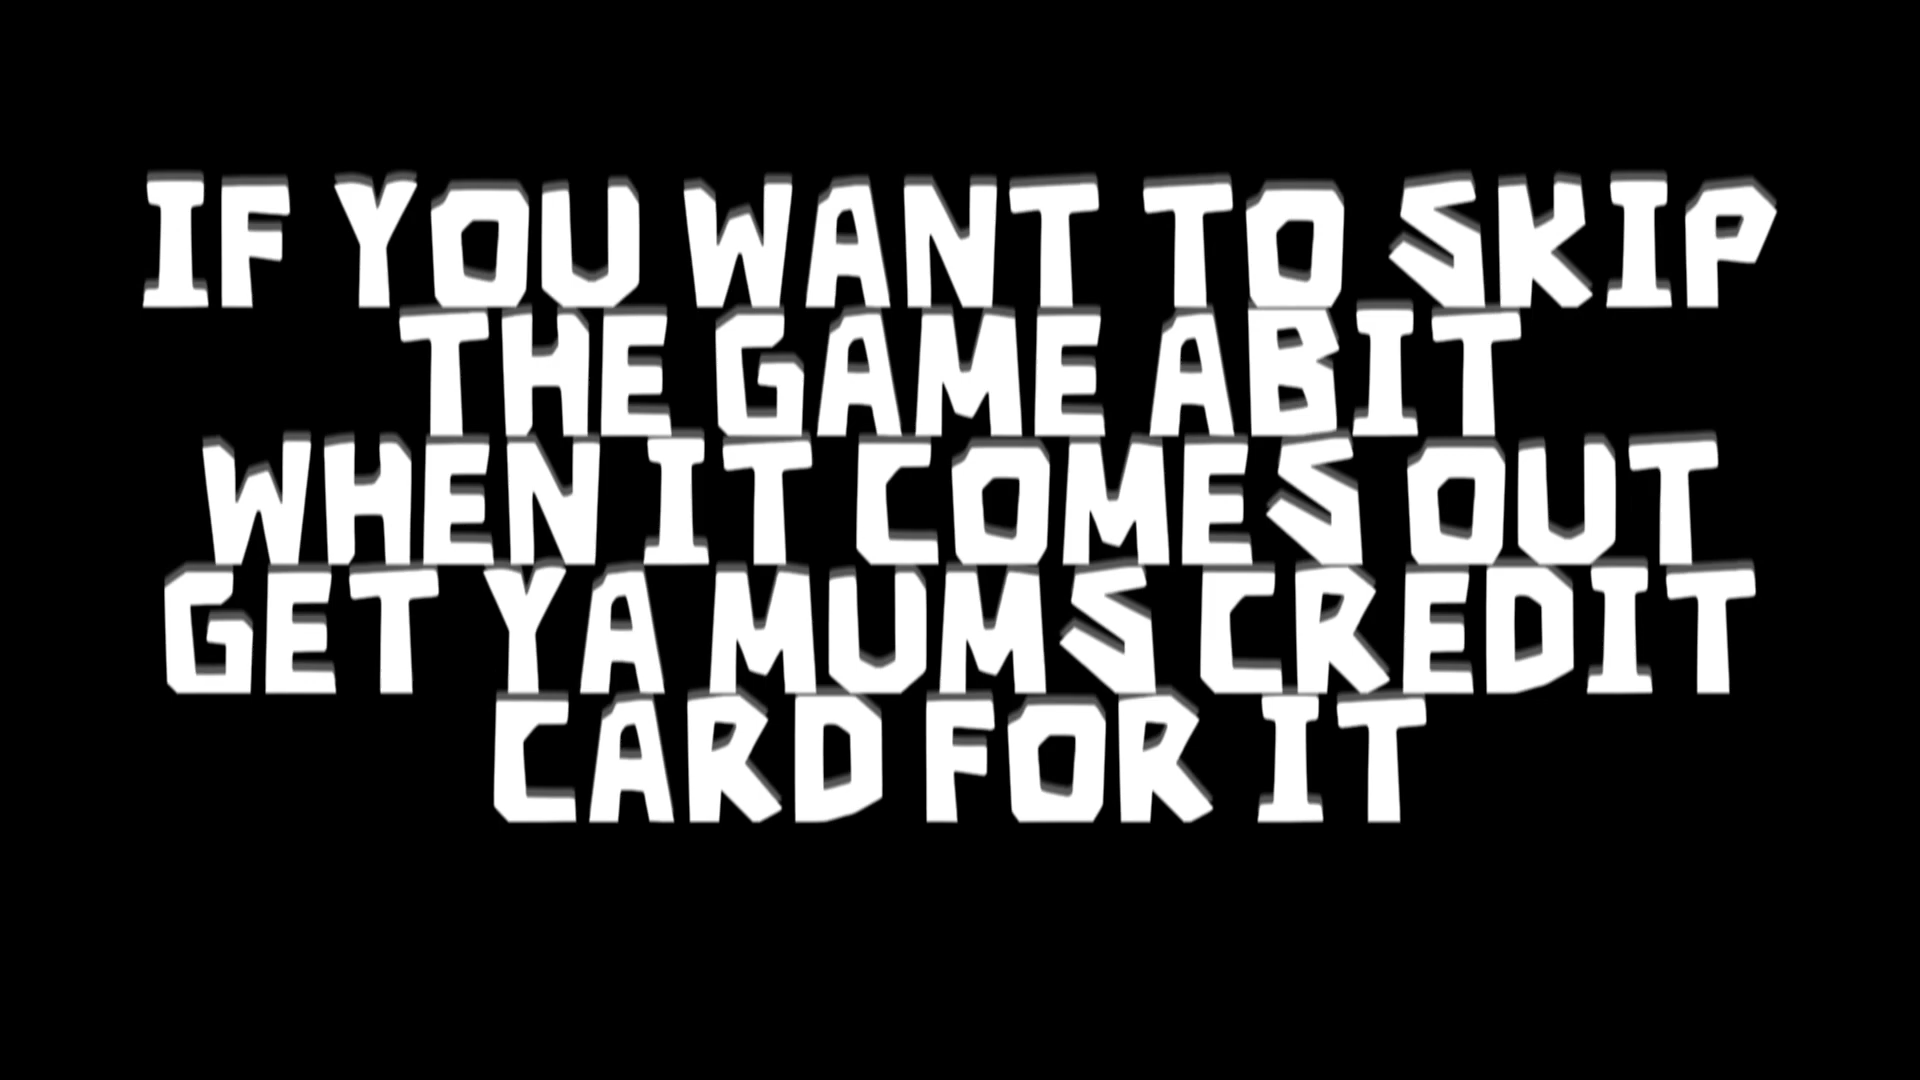 IF YOU WANT TO SKIP
THE GAME ABIT
WHEN IT COMES OUT
GET YA MUMS CREDIT
CARD FOR IT